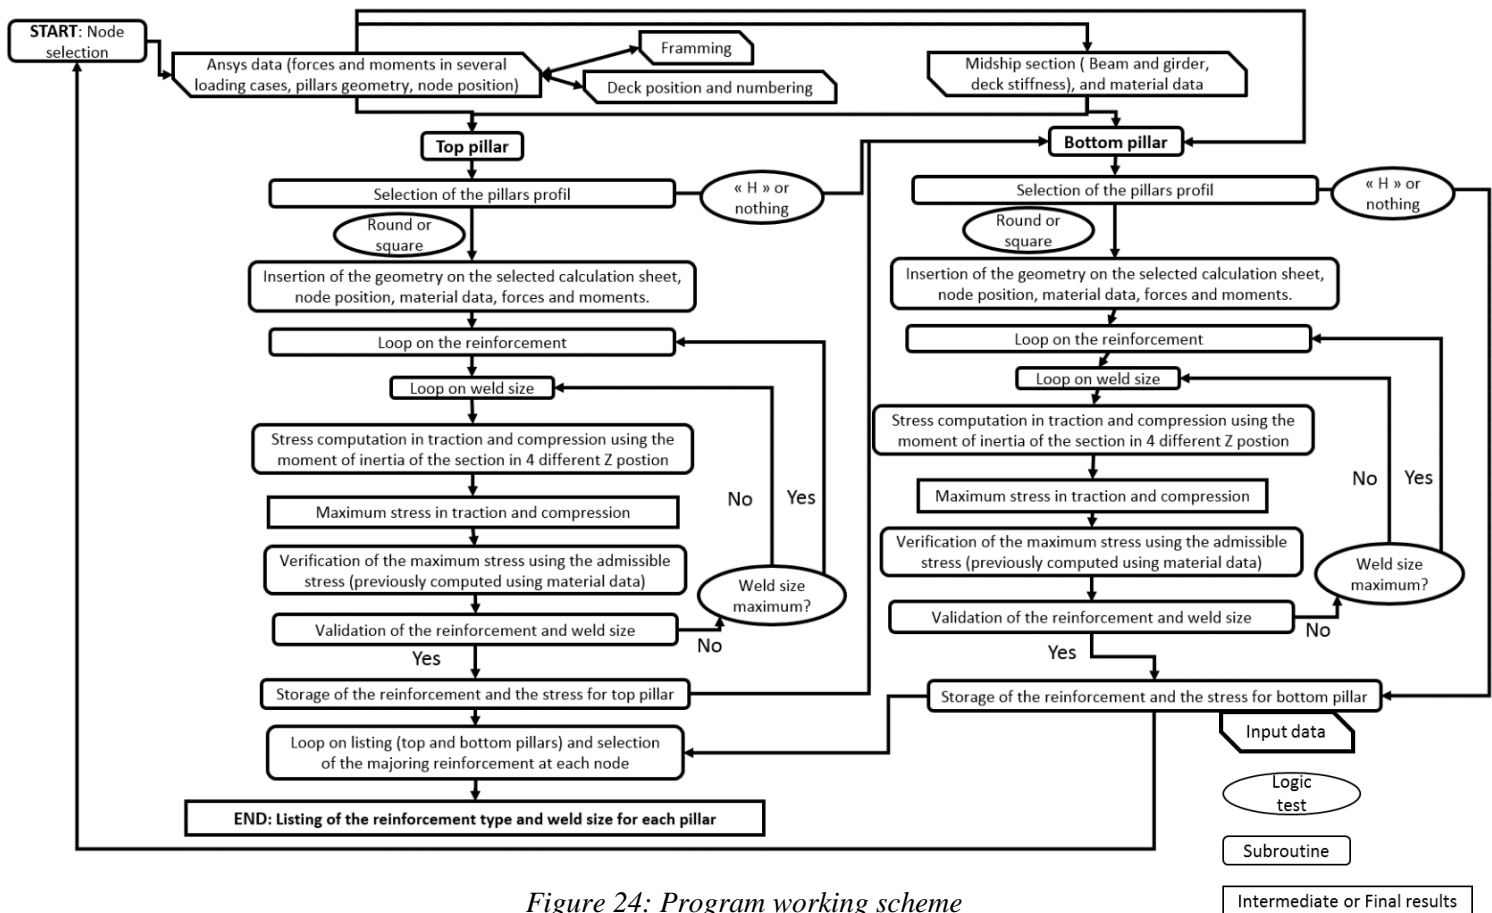 START: Node
selection
Ansys data (forces and moments in several
loading cases, pillars geometry, node position)
Framming
Deck position and numbering
Midship section ( Beam and girder,
deck stiffness), and material data
Top pillar
Selection of the pillars profil
« H » or
nothing
Round or
square
Insertion of the geometry on the selected calculation sheet,
node position, material data, forces and moments.
Loop on the reinforcement
Loop on weld size
Stress computation in traction and compression using the
moment of inertia of the section in 4 different Z postion
Maximum stress in traction and compression
Verification of the maximum stress using the admissible
stress (previously computed using material data)
Validation of the reinforcement and weld size
No
Yes
Weld size
maximum?
No
Yes
Storage of the reinforcement and the stress for top pillar
Loop on listing (top and bottom pillars) and selection
of the majoring reinforcement at each node
END: Listing of the reinforcement type and weld size for each pillar
Bottom pillar
Selection of the pillars profil
« H » or
nothing
Round or
square
Insertion of the geometry on the selected calculation sheet,
node position, material data, forces and moments.
Loop on the reinforcement
Loop on weld size
Stress computation in traction and compression using the
moment of inertia of the section in 4 different Z postion
Maximum stress in traction and compression
Verification of the maximum stress using the admissible
stress (previously computed using material data)
Validation of the reinforcement and weld size
No
Yes
Weld size
maximum?
No
Yes
Storage of the reinforcement and the stress for bottom pillar
Input data
Logic
test
Subroutine
Intermediate or Final results
Figure 24: Program working scheme